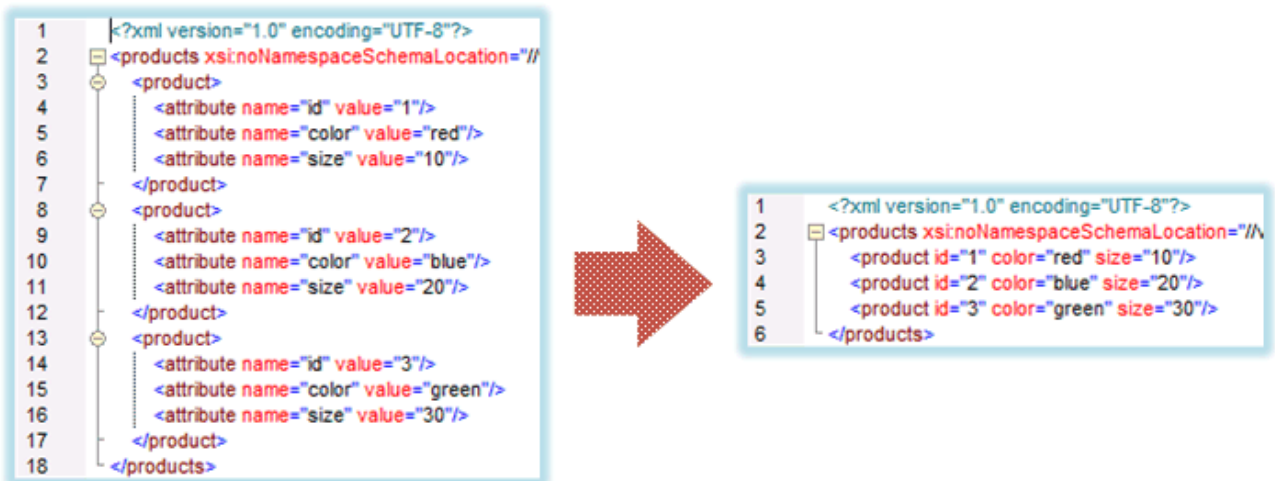 1 <?xml version="1.0" encoding="UTF-8"?>
2 <products xsi:noNamespaceSchemaLocation="//
3 <product>
4 <attribute name="id" value="1"/>
5 <attribute name="color" value="red"/>
6 <attribute name="size" value="10"/>
7 </product>
8 <product>
9 <attribute name="id" value="2"/>
10 <attribute name="color" value="blue"/>
11 <attribute name="size" value="20"/>
12 </product>
13 <product>
14 <attribute name="id" value="3"/>
15 <attribute name="color" value="green"/>
16 <attribute name="size" value="30"/>
17 </product>
18 </products>
1 <?xml version="1.0" encoding="UTF-8"?>
2 <products xsi:noNamespaceSchemaLocation="//
3 <product id="1" color="red" size="10"/>
4 <product id="2" color="blue" size="20"/>
5 <product id="3" color="green" size="30"/>
6 </products>